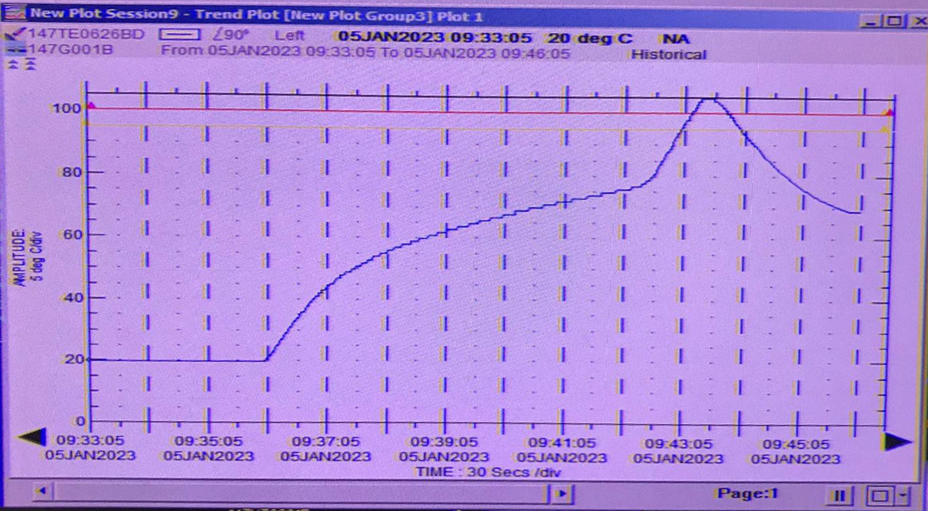 New Plot Session9 - Trend Plot [New Plot Group3] Plot 1
147TE0626BD ∠90° Left 05JAN2023 09:33:05 20 deg C NA
147G001B From 05JAN2023 09:33:05 To 05JAN2023 09:46:05 Historical
100
80
60
40
20
0
AMPLITUDE:
5 deg C/div
09:33:05 09:35:05 09:37:05 09:39:05 09:41:05 09:43:05 09:45:05
05JAN2023 05JAN2023 05JAN2023 05JAN2023 05JAN2023 05JAN2023 05JAN2023
TIME : 30 Secs /div
Page:1